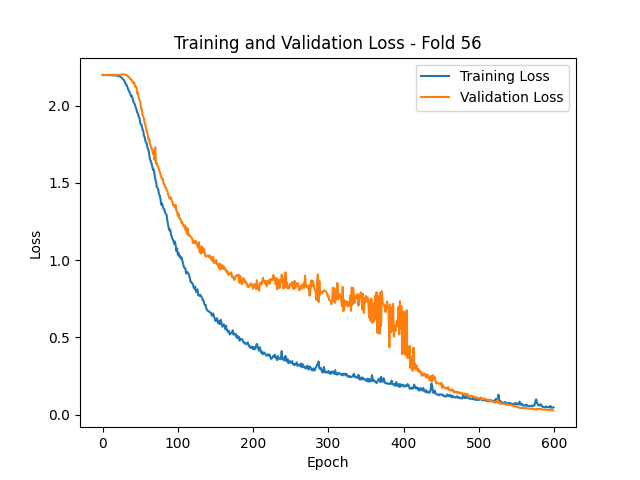 Training and Validation Loss - Fold 56
Training Loss
Validation Loss
Loss
2.0
1.5
1.0
0.5
0.0
0 100 200 300 400 500 600
Epoch